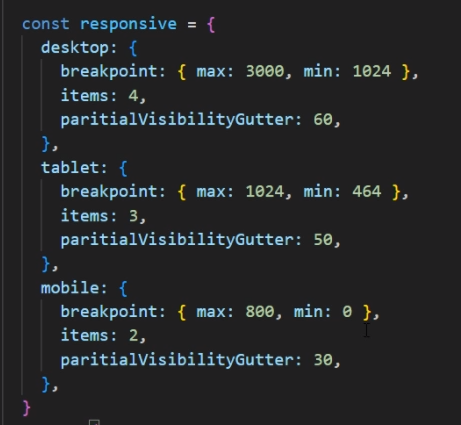 const responsive = {
desktop: {
breakpoint: { max: 3000, min: 1024 },
items: 4,
paritialVisibilityGutter: 60,
},
tablet: {
breakpoint: { max: 1024, min: 464 },
items: 3,
paritialVisibilityGutter: 50,
},
mobile: {
breakpoint: { max: 800, min: 0 },
items: 2,
paritialVisibilityGutter: 30,
},
}